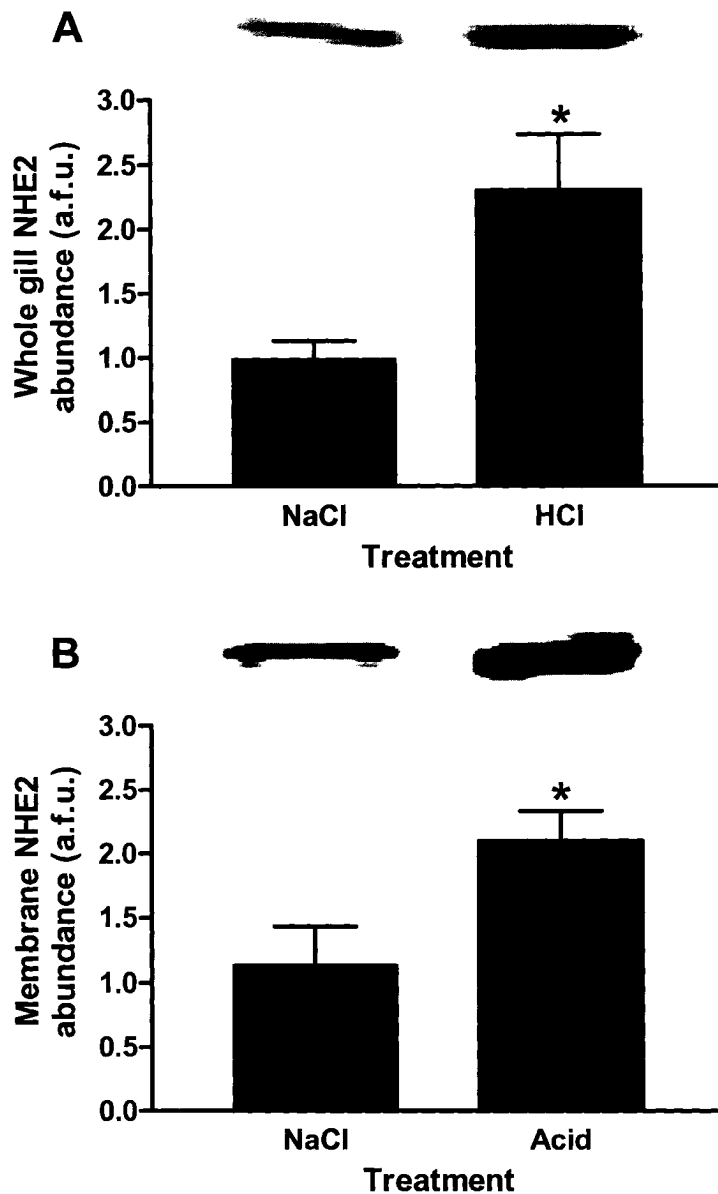 A
Whole gill NHE2
abundance (a.f.u.)
3.0
2.5
2.0
1.5
1.0
0.5
0.0
*
NaCl HCl
Treatment
B
Membrane NHE2
abundance (a.f.u.)
3.0
2.5
2.0
1.5
1.0
0.5
0.0
*
NaCl Acid
Treatment